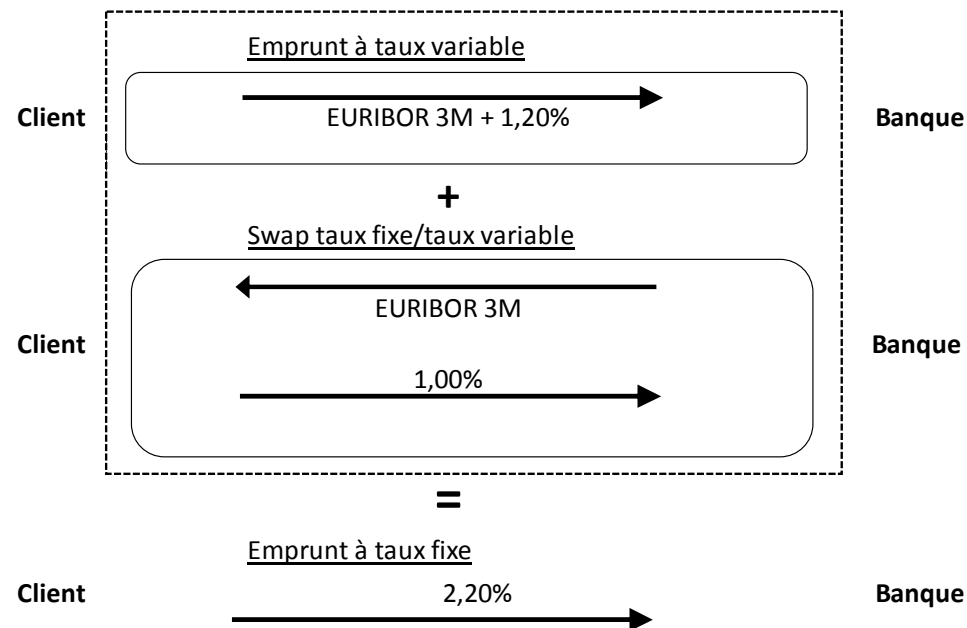 Emprunt à taux variable
Client
EURIBOR 3M + 1,20%
Banque
+
Swap taux fixe/taux variable
EURIBOR 3M
Client
Banque
1,00%
=
Emprunt à taux fixe
Client
2,20%
Banque